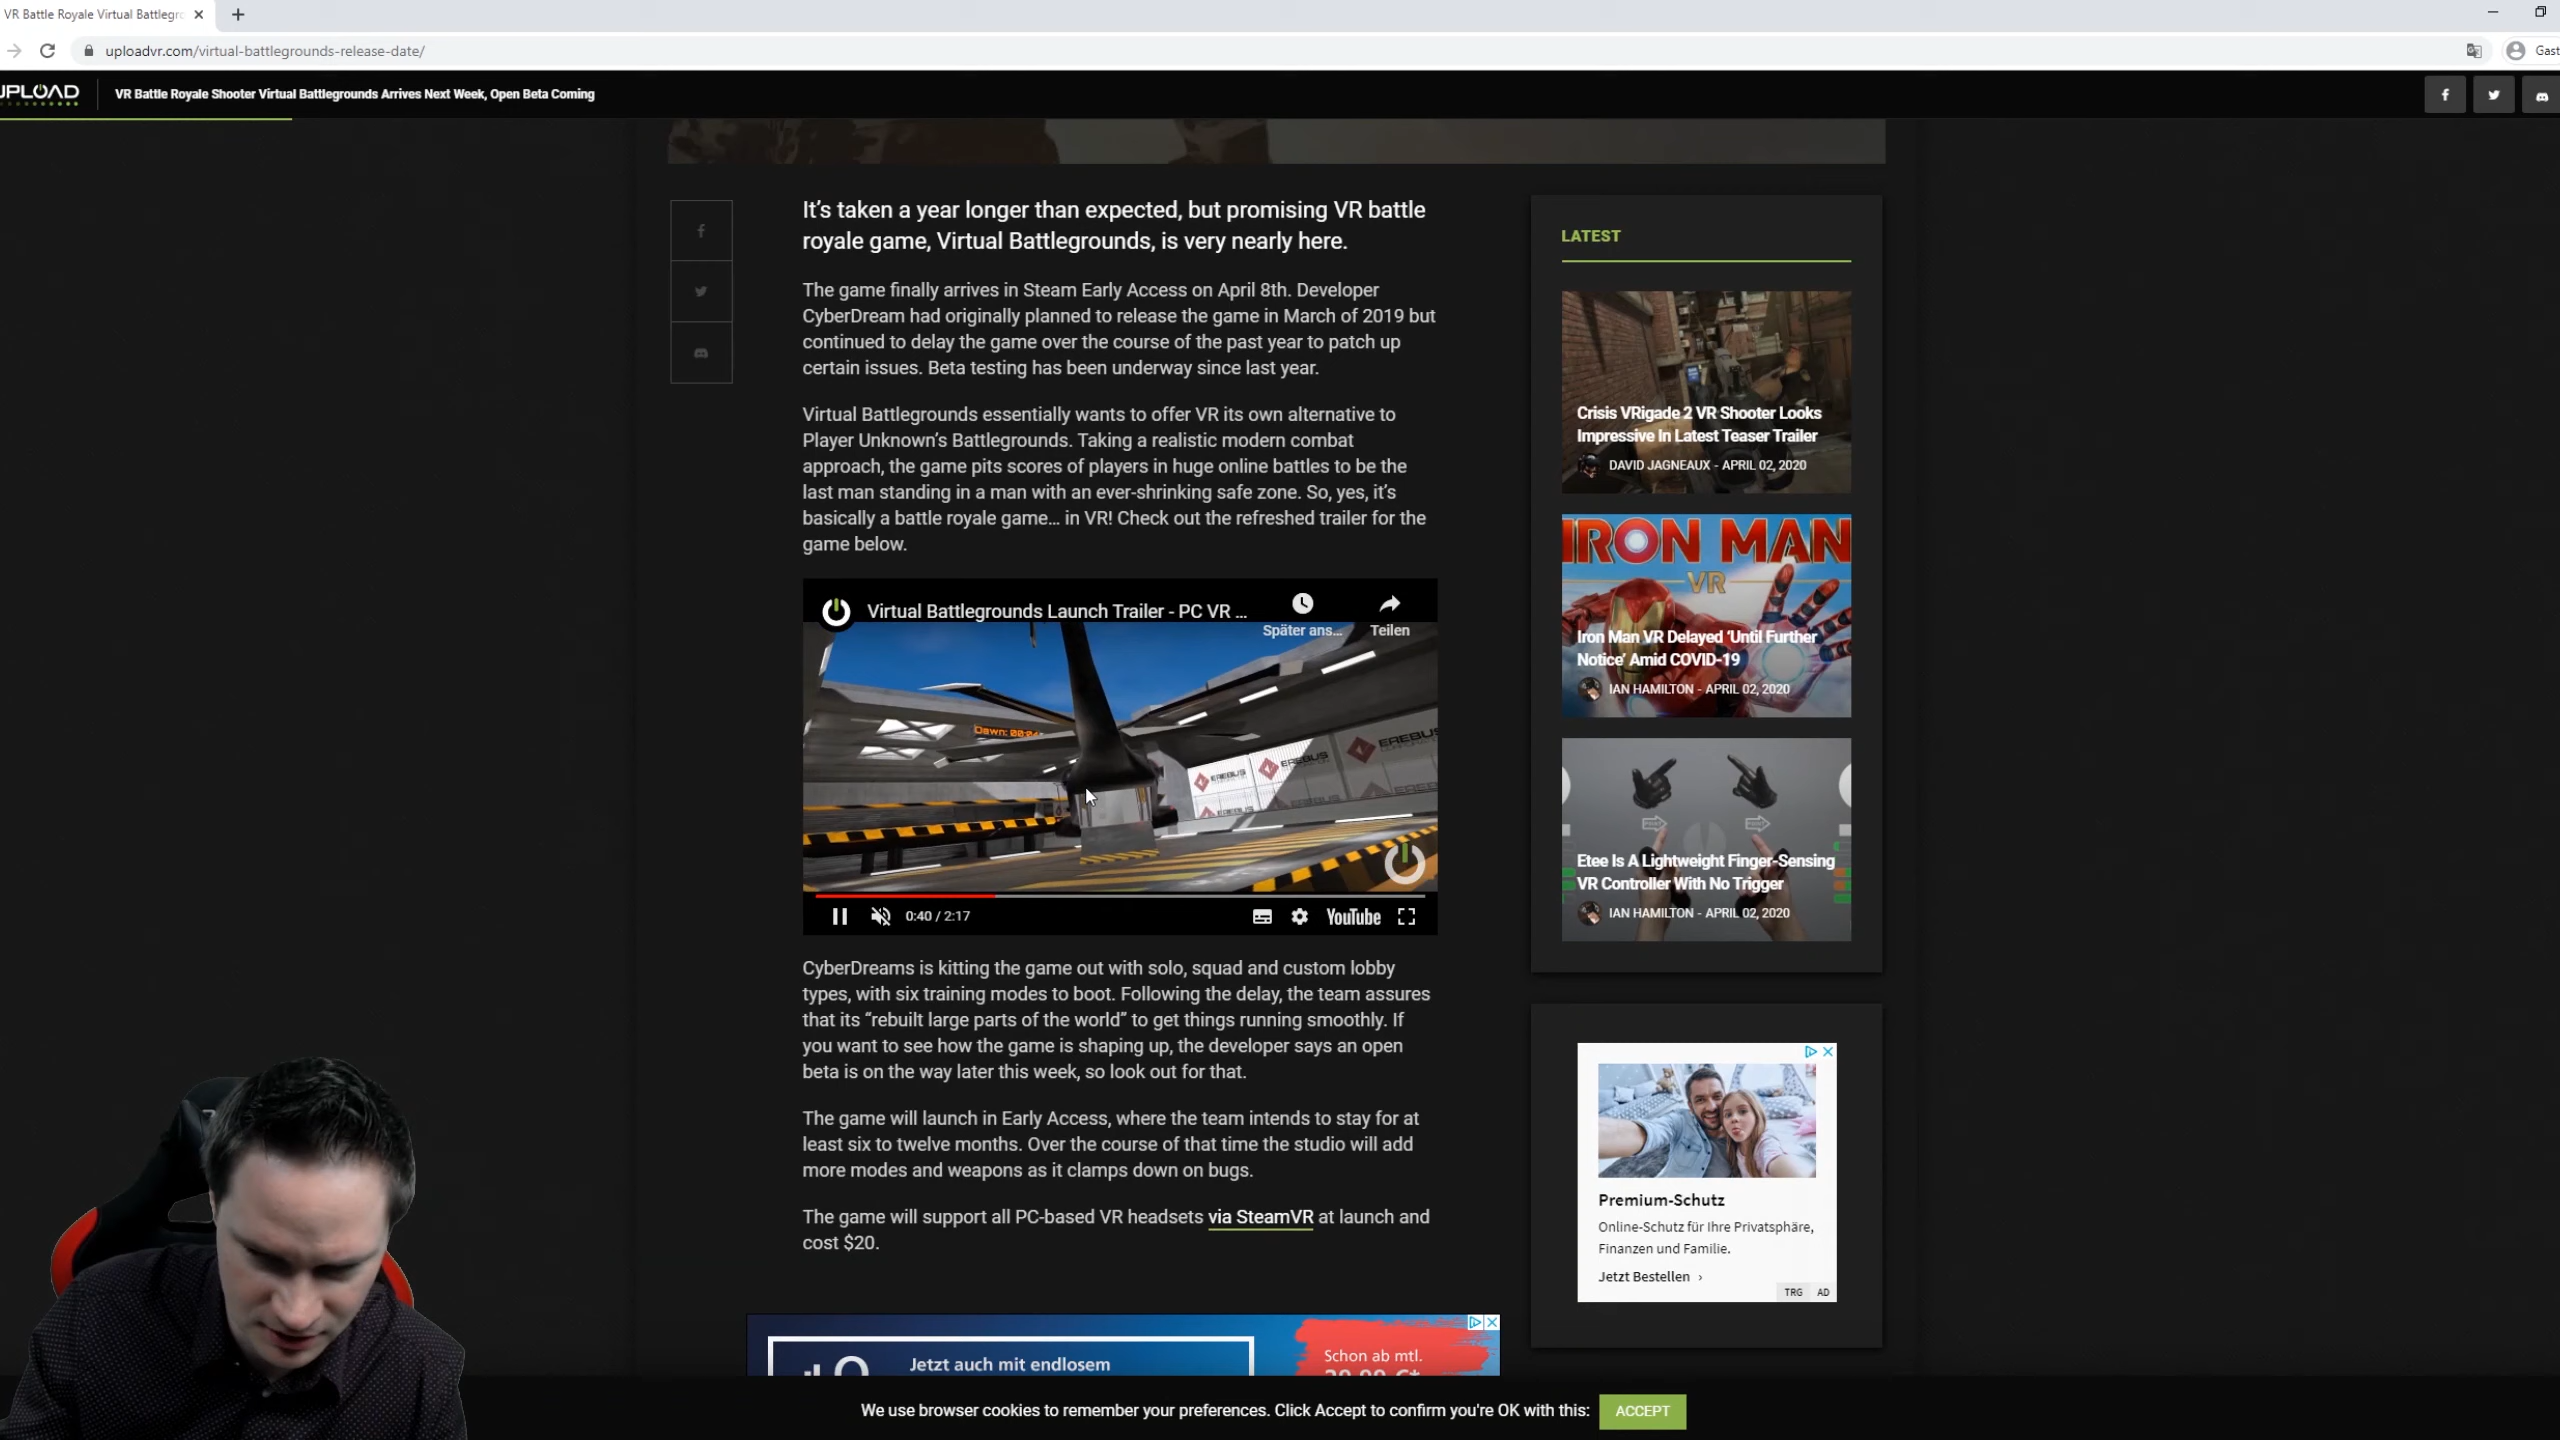 VR Battle Royale Virtual Battlegro
uploadvr.com/virtual-battlegrounds-release-date/
Gast
UPLOAD
VR Battle Royale Shooter Virtual Battlegrounds Arrives Next Week, Open Beta Coming
It's taken a year longer than expected, but promising VR battle
royale game, Virtual Battlegrounds, is very nearly here.
The game finally arrives in Steam Early Access on April 8th. Developer
CyberDream had originally planned to release the game in March of 2019 but
continued to delay the game over the course of the past year to patch up
certain issues. Beta testing has been underway since last year.
Virtual Battlegrounds essentially wants to offer VR its own alternative to
Player Unknown's Battlegrounds. Taking a realistic modern combat
approach, the game pits scores of players in huge online battles to be the
last man standing in a man with an ever-shrinking safe zone. So, yes, it's
basically a battle royale game… in VR! Check out the refreshed trailer for the
game below.
Virtual Battlegrounds Launch Trailer - PC VR ...
Später ans...
Teilen
Dawn: 00:0
EREBUS
EREBUS
EREBUS
0:40 / 2:17
YouTube
CyberDreams is kitting the game out with solo, squad and custom lobby
types, with six training modes to boot. Following the delay, the team assures
that its “rebuilt large parts of the world” to get things running smoothly. If
you want to see how the game is shaping up, the developer says an open
beta is on the way later this week, so look out for that.
The game will launch in Early Access, where the team intends to stay for at
least six to twelve months. Over the course of that time the studio will add
more modes and weapons as it clamps down on bugs.
The game will support all PC-based VR headsets via SteamVR at launch and
cost $20.
LATEST
Crisis VRigade 2 VR Shooter Looks
Impressive In Latest Teaser Trailer
DAVID JAGNEAUX - APRIL 02, 2020
IRON MAN
VR
Iron Man VR Delayed ‘Until Further
Notice’ Amid COVID-19
IAN HAMILTON - APRIL 02, 2020
Etee Is A Lightweight Finger-Sensing
VR Controller With No Trigger
IAN HAMILTON - APRIL 02, 2020
Premium-Schutz
Online-Schutz für Ihre Privatsphäre,
Finanzen und Familie.
Jetzt Bestellen ›
TRG AD
Jetzt auch mit endlosem
Schon ab mtl.
We use browser cookies to remember your preferences. Click Accept to confirm you're OK with this:
ACCEPT